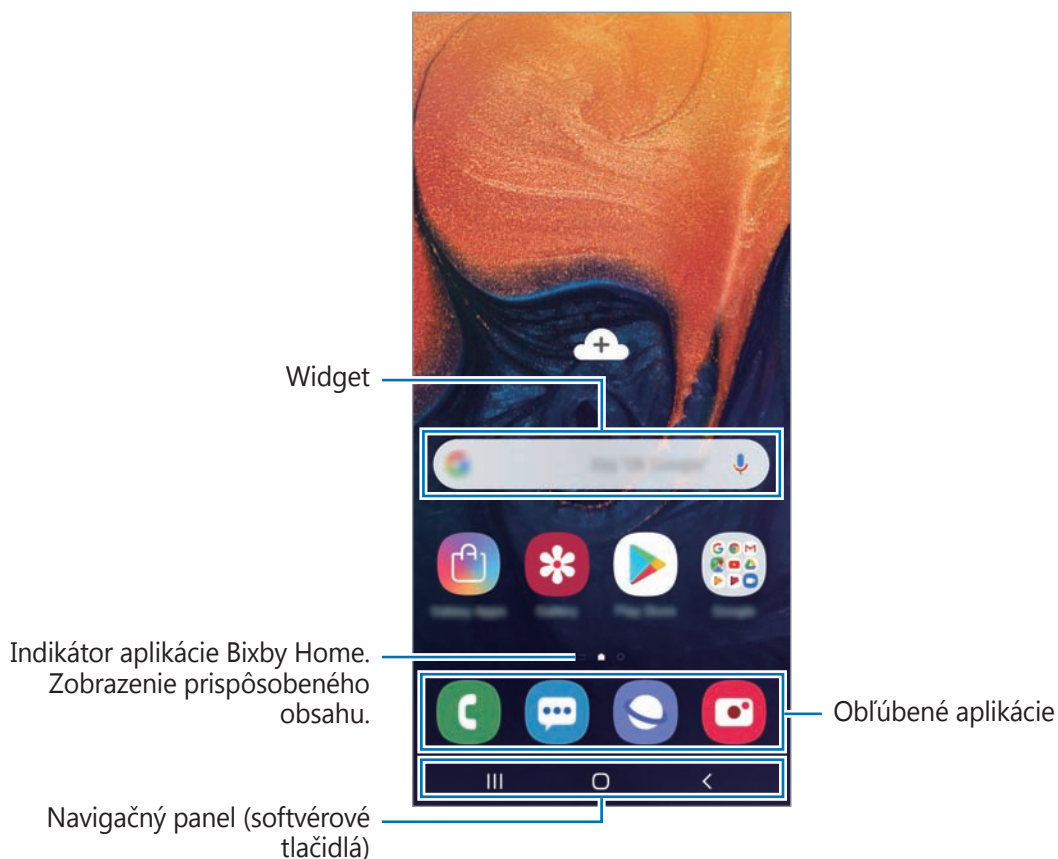 Widget
Indikátor aplikácie Bixby Home.
Zobrazenie prispôsobeného
obsahu.
Obľúbené aplikácie
Navigačný panel (softvérové
tlačidlá)